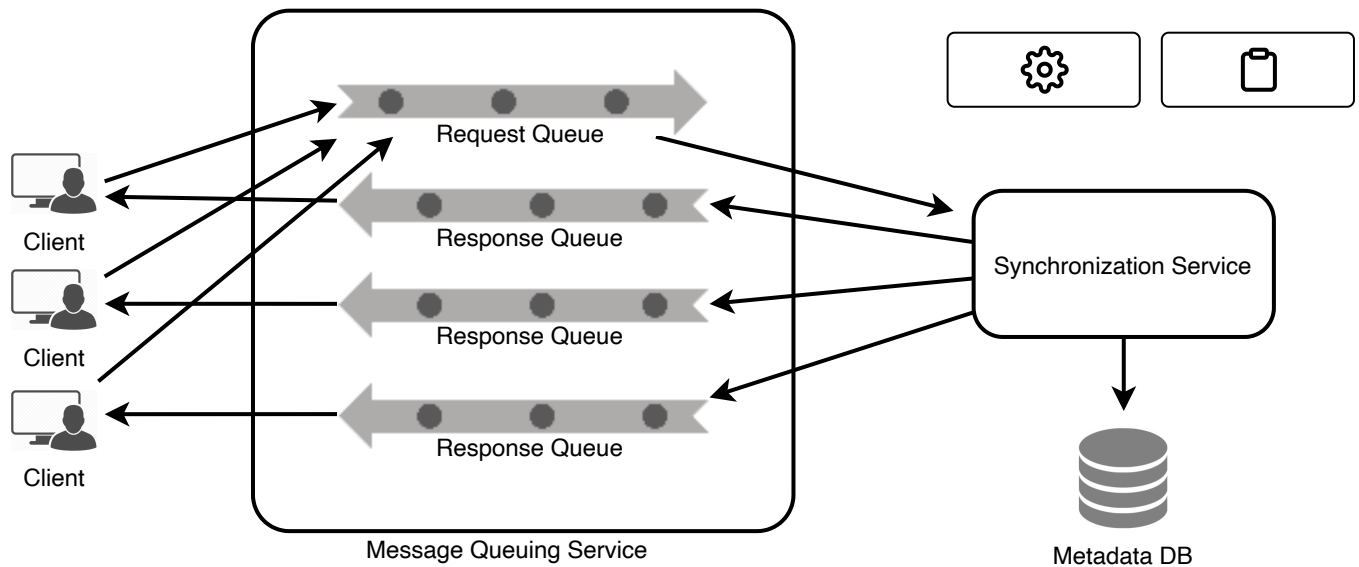 Request Queue
Client
Response Queue
Synchronization Service
Client
Response Queue
Client
Response Queue
Message Queuing Service
Metadata DB